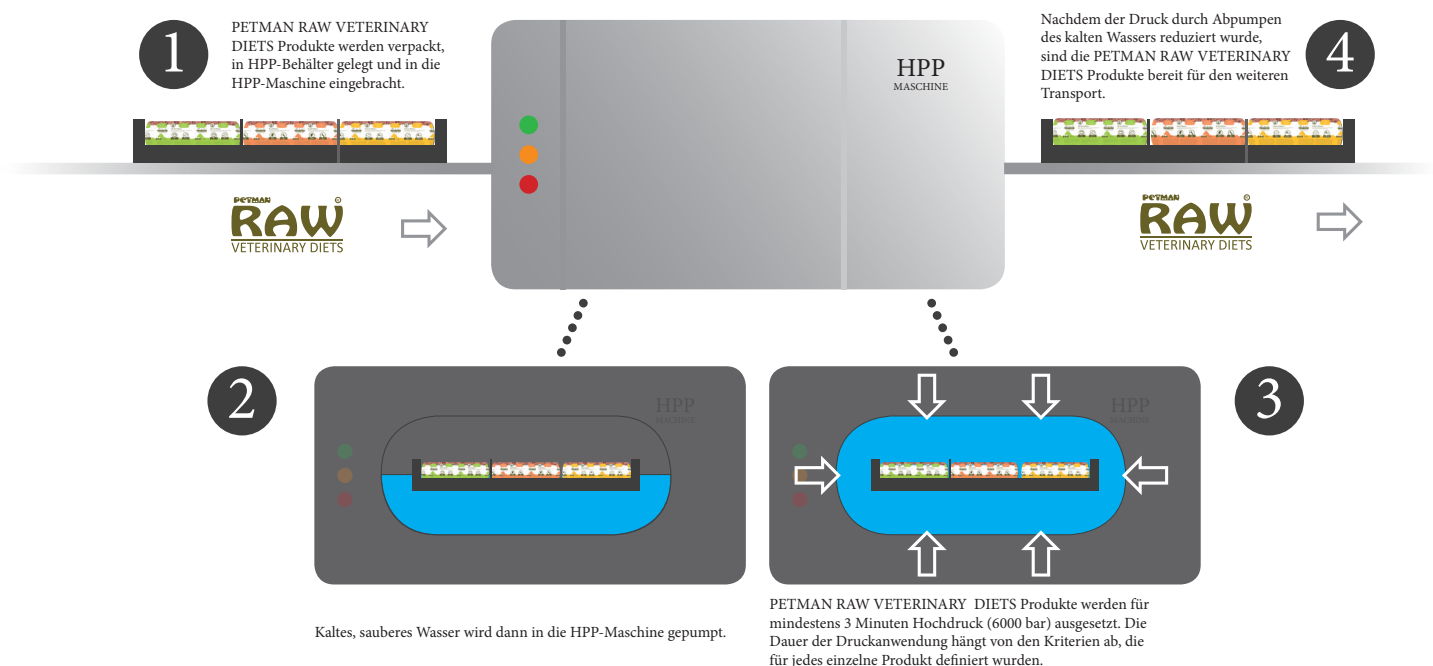 1
PETMAN RAW VETERINARY
DIETS Produkte werden verpackt,
in HPP-Behälter gelegt und in die
HPP-Maschine eingebracht.
HPP
MASCHINE
Nachdem der Druck durch Abpumpen
des kalten Wassers reduziert wurde,
sind die PETMAN RAW VETERINARY
DIETS Produkte bereit für den weiteren
Transport.
4
PETMAN
RAW
VETERINARY DIETS
PETMAN
RAW
VETERINARY DIETS
2
HPP
MACHINE
Kaltes, sauberes Wasser wird dann in die HPP-Maschine gepumpt.
HPP
MACHINE
3
PETMAN RAW VETERINARY  DIETS Produkte werden für
mindestens 3 Minuten Hochdruck (6000 bar) ausgesetzt. Die
Dauer der Druckanwendung hängt von den Kriterien ab, die
für jedes einzelne Produkt definiert wurden.